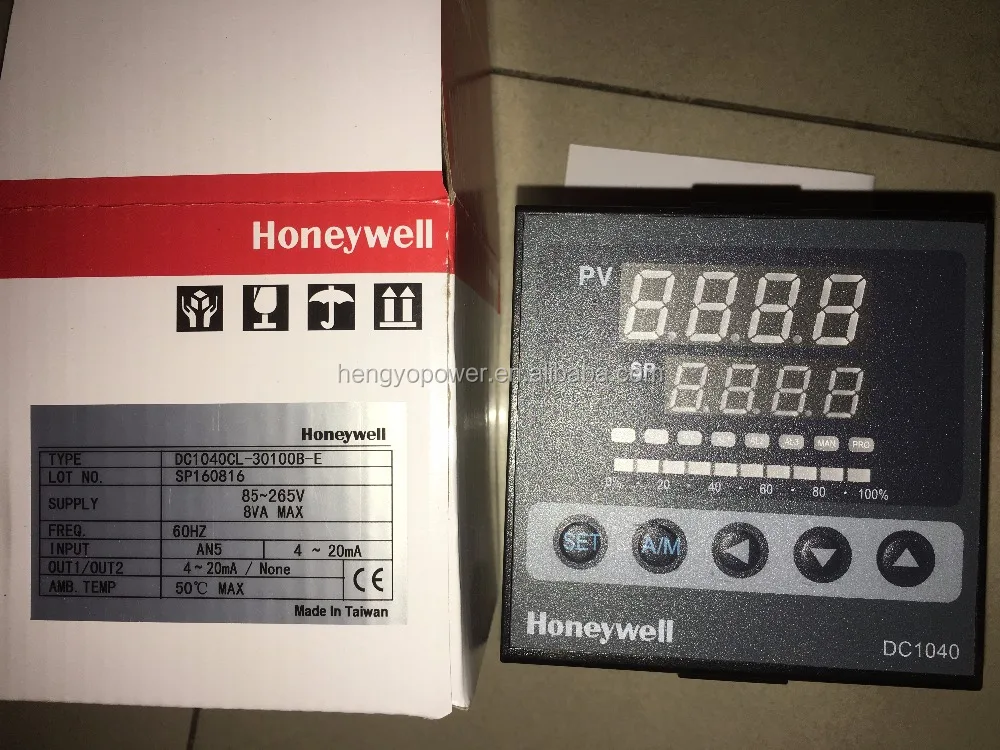 Honeywell
Honeywell
TYPE DC1040CL-30100B-E
LOT NO. SP160816
SUPPLY 85~265V
8VA MAX
FREQ. 60HZ
INPUT AN5 4 ~ 20mA
OUT1/OUT2 4~20mA / None
AMB. TEMP 50℃ MAX
CE
Made In Taiwan
hengyopower.en.alibaba.com
PV
SP
MAN PRO
0% 20 40 60 80 100%
SET A/M
Honeywell
DC1040